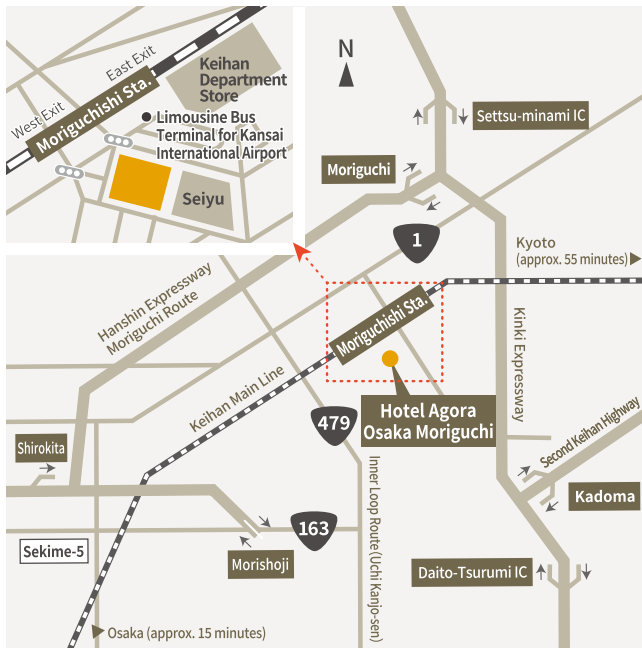 East Exit
West Exit
Moriguchishi Sta.
Keihan
Department
Store
Limousine Bus
Terminal for Kansai
International Airport
Seiyu
N
Settsu-minami IC
Moriguchi
1
Kyoto
(approx. 55 minutes)
Hanshin Expressway
Moriguchi Route
Moriguchishi Sta.
Kinki Expressway
Keihan Main Line
Hotel Agora
Osaka Moriguchi
479
Second Keihan Highway
Shirokita
Kadoma
163
Inner Loop Route (Uchi Kanjo-sen)
Sekime-5
Morishoji
Daito-Tsurumi IC
Osaka (approx. 15 minutes)